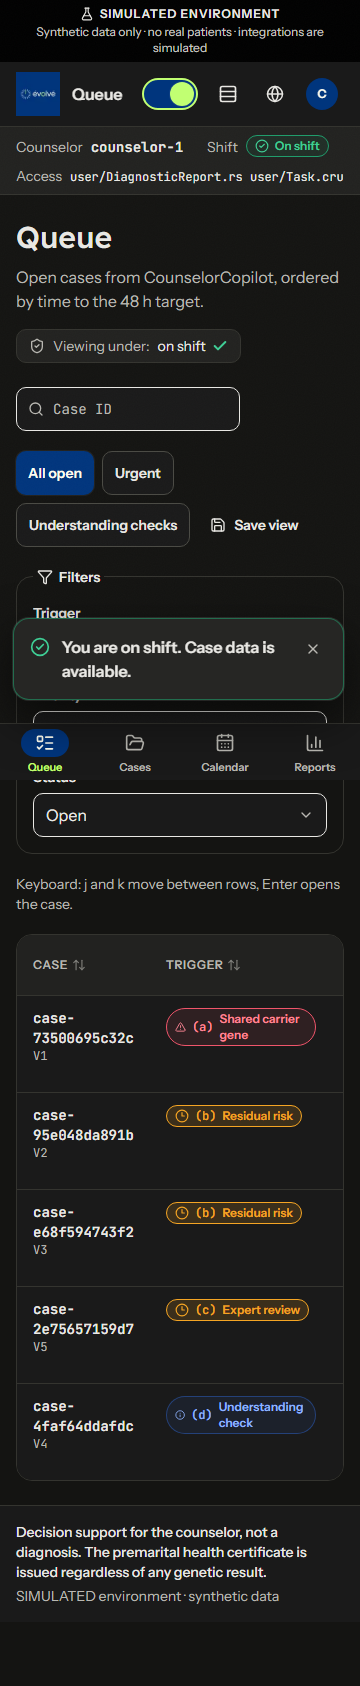 SIMULATED ENVIRONMENT
Synthetic data only · no real patients · integrations are
simulated
evolve
Queue
C
Counselor counselor-1 Shift On shift
Access user/DiagnosticReport.rs user/Task.cru
Queue
Open cases from CounselorCopilot, ordered
by time to the 48 h target.
Viewing under: on shift
Case ID
All open Urgent
Understanding checks Save view
Filters
Trigger
You are on shift. Case data is
available.
Queue Cases Calendar Reports
Status
Open
Keyboard: j and k move between rows, Enter opens
the case.
CASE TRIGGER
case-
73500695c32c
V1
(a) Shared carrier
gene
case-
95e048da891b
V2
(b) Residual risk
case-
e68f594743f2
V3
(b) Residual risk
case-
2e75657159d7
V5
(c) Expert review
case-
4faf64ddafdc
V4
(d) Understanding
check
Decision support for the counselor, not a
diagnosis. The premarital health certificate is
issued regardless of any genetic result.
SIMULATED environment · synthetic data